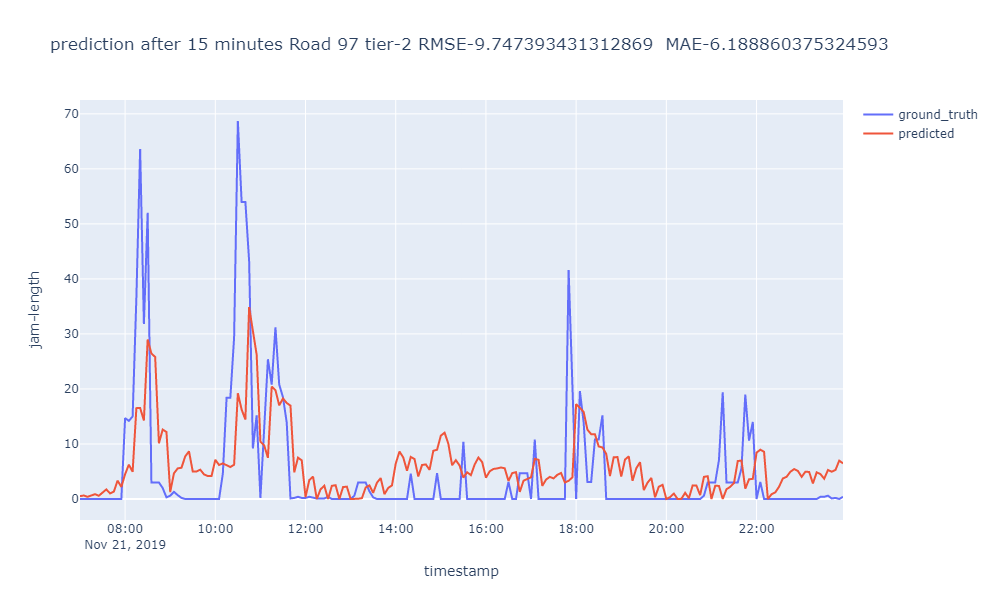 prediction after 15 minutes Road 97 tier-2 RMSE-9.747393431312869  MAE-6.188860375324593
ground_truth
predicted
70
60
50
40
30
20
10
0
jam-length
08:00 10:00 12:00 14:00 16:00 18:00 20:00 22:00
Nov 21, 2019
timestamp